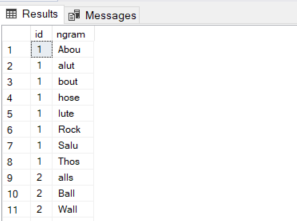 Results Messages
id ngram
1 1 Abou
2 1 alut
3 1 bout
4 1 hose
5 1 lute
6 1 Rock
7 1 Salu
8 1 Thos
9 2 alls
10 2 Ball
11 2 Wall